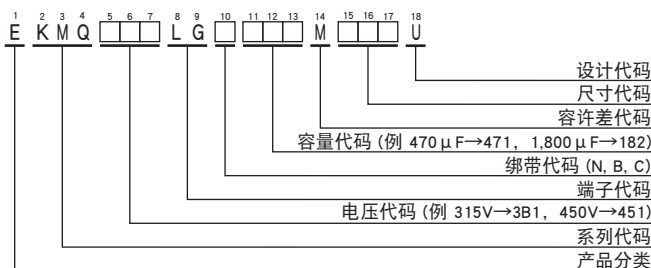 1 2 3 4 5 6 7 8 9 10 11 12 13 14 15 16 17 18
E K M Q □□□ L G □ □□□ M □□□ U
设计代码
尺寸代码
容许差代码
容量代码 (例 470μF→471, 1,800μF→182)
绑带代码 (N, B, C)
端子代码
电压代码 (例 315V→3B1, 450V→451)
系列代码
产品分类